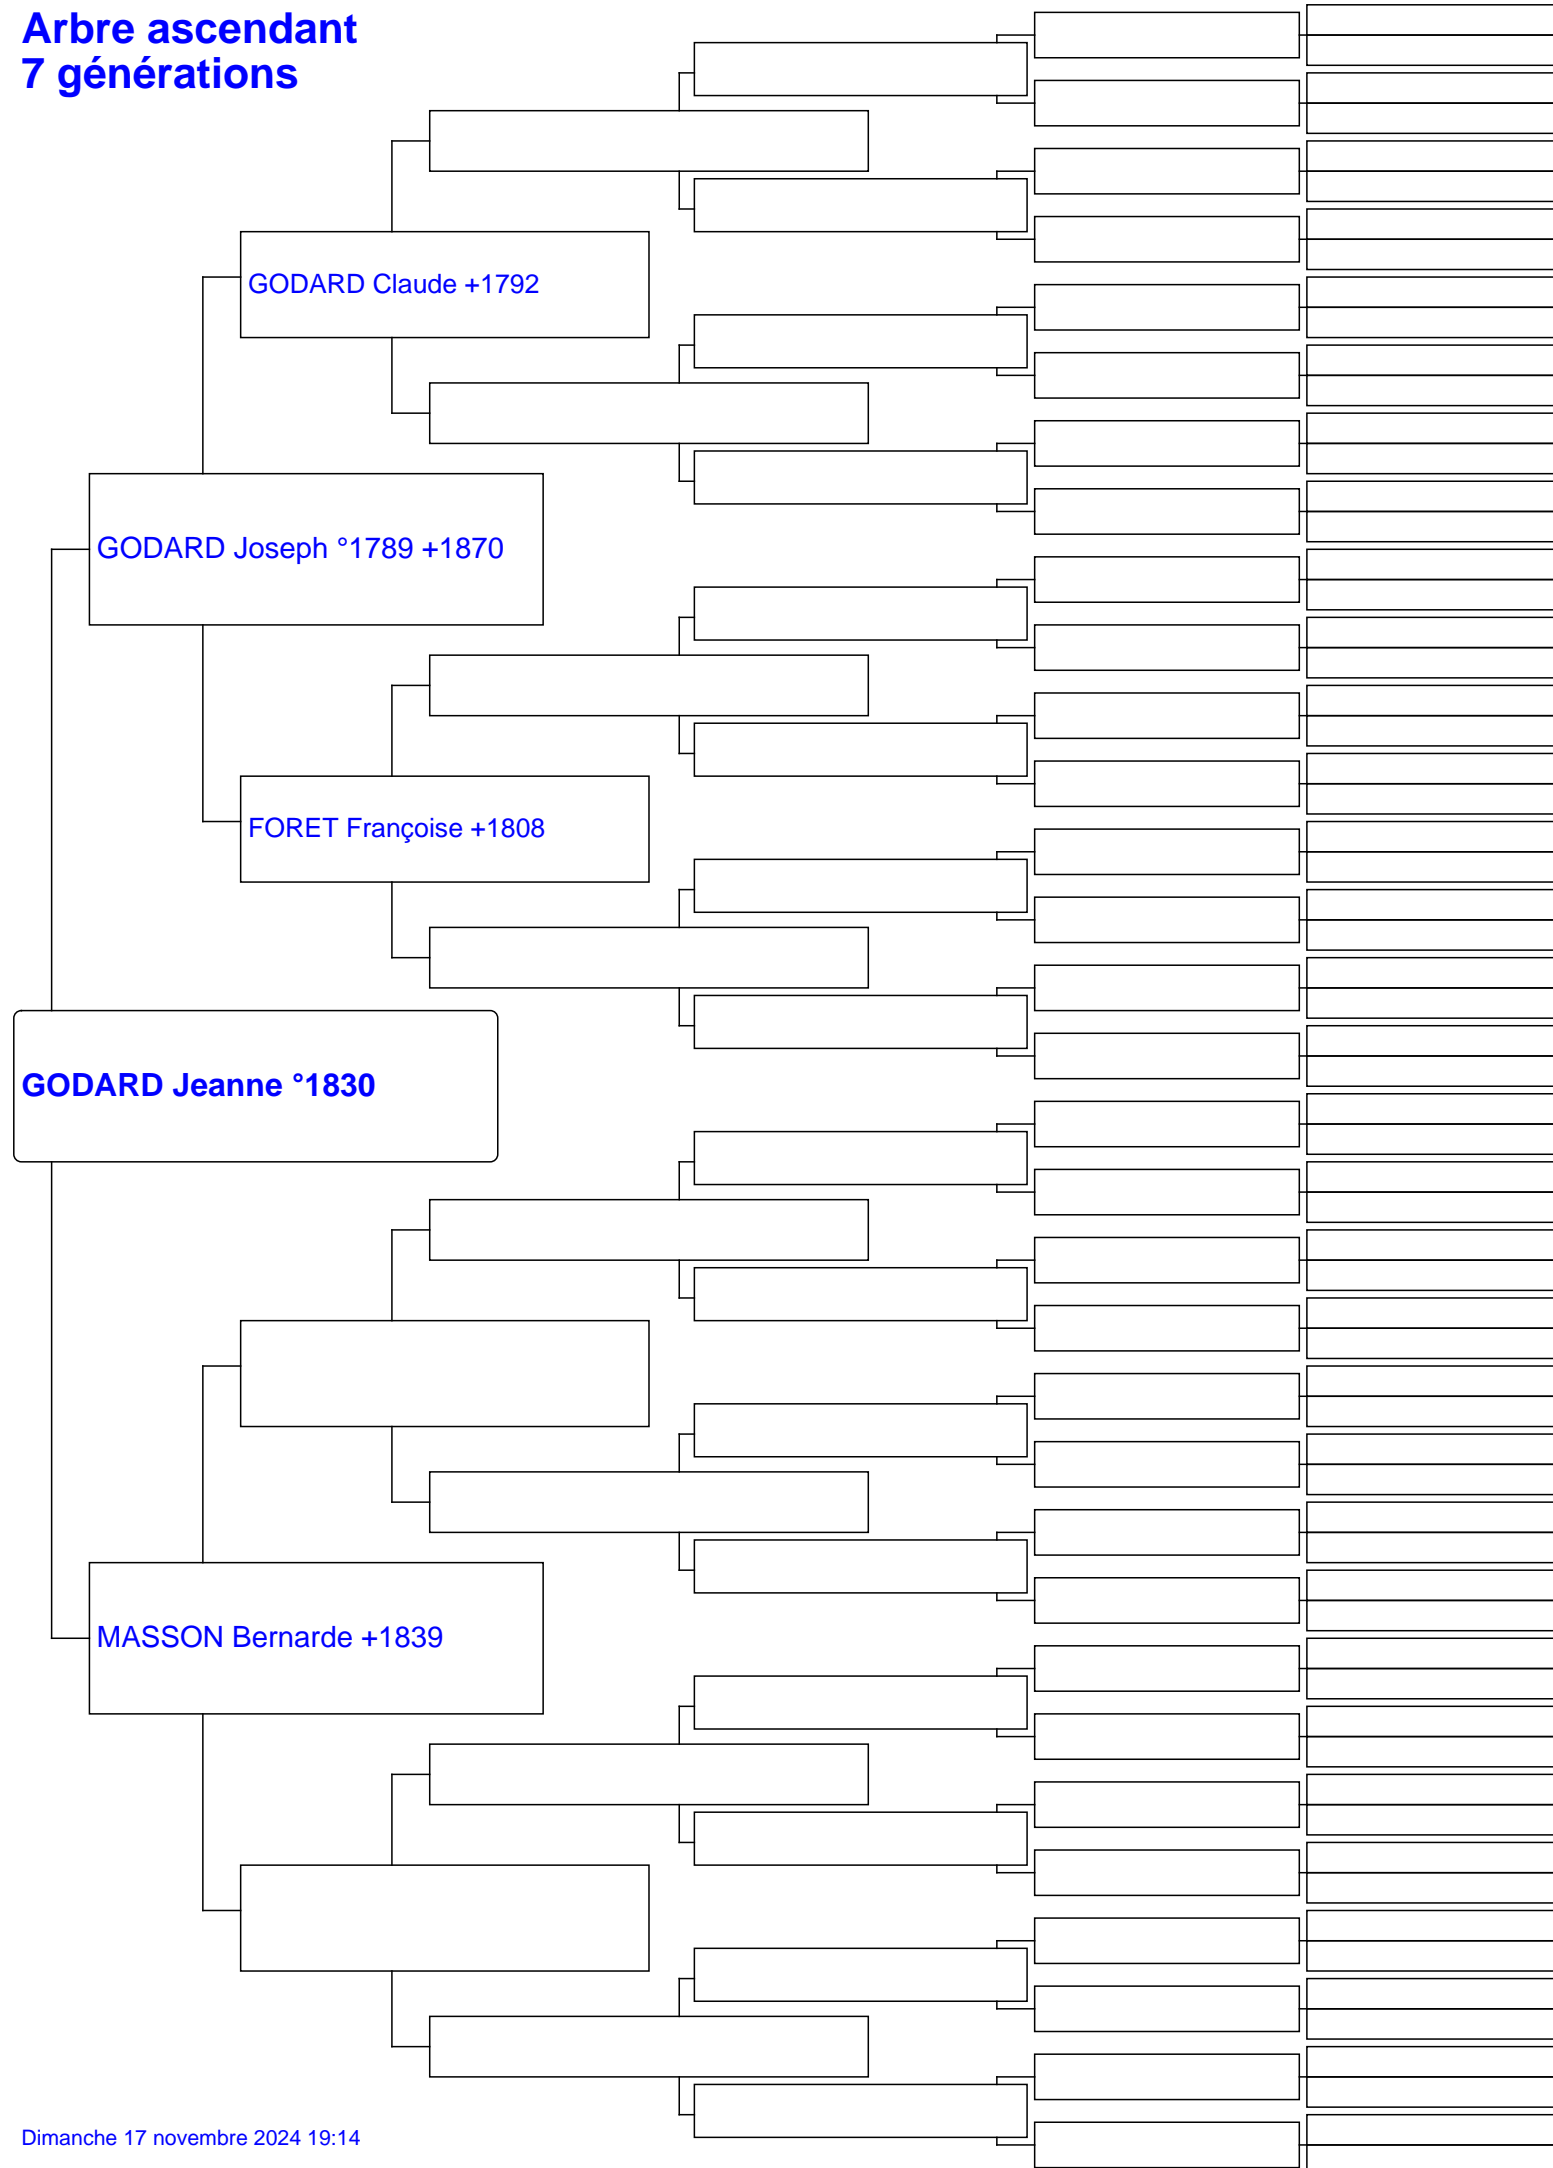 Arbre ascendant
7 générations
GODARD Claude +1792
GODARD Joseph °1789 +1870
FORET Françoise +1808
GODARD Jeanne °1830
MASSON Bernarde +1839
Dimanche 17 novembre 2024 19:14